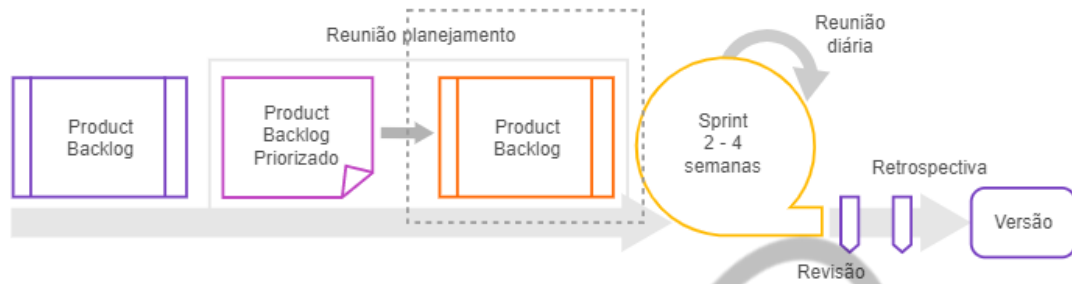 Reunião planejamento
Reunião
diária
Product
Backlog
Product
Backlog
Priorizado
Product
Backlog
Sprint
2 - 4
semanas
Retrospectiva
Versão
Revisão